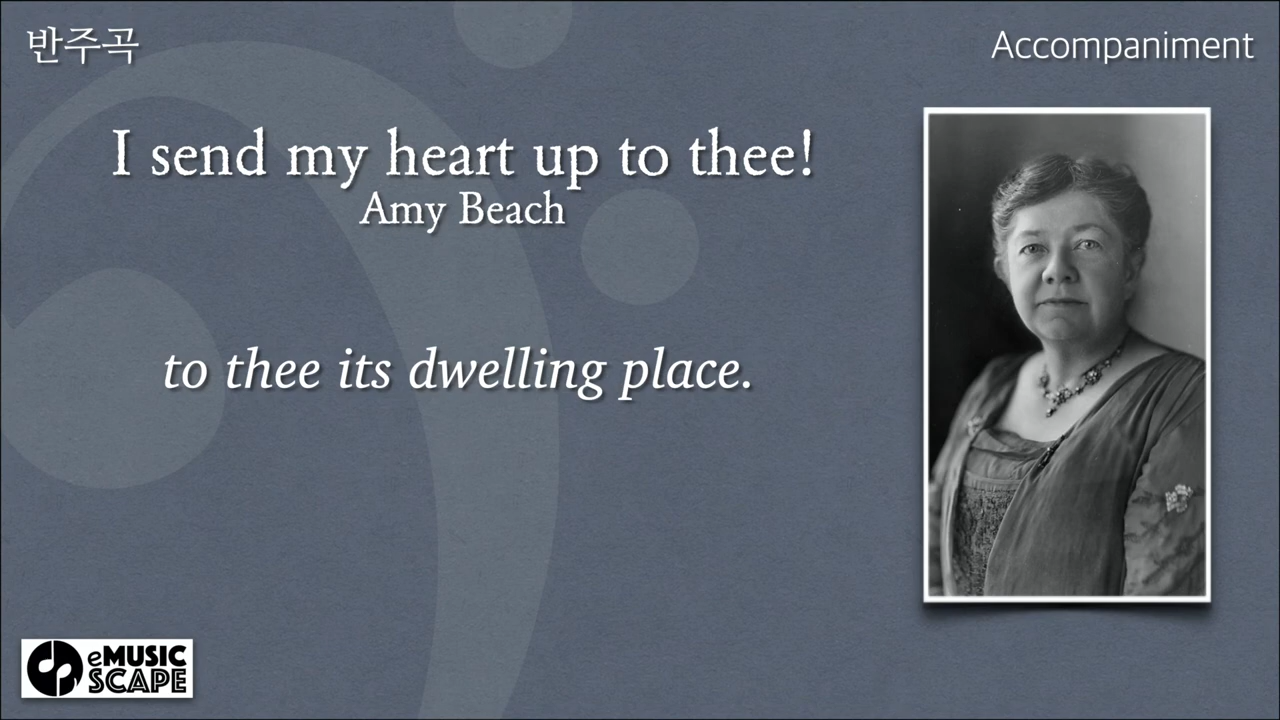 반주곡
Accompaniment
I send my heart up to thee!
Amy Beach
to thee its dwelling place.
eMUSIC
SCAPE